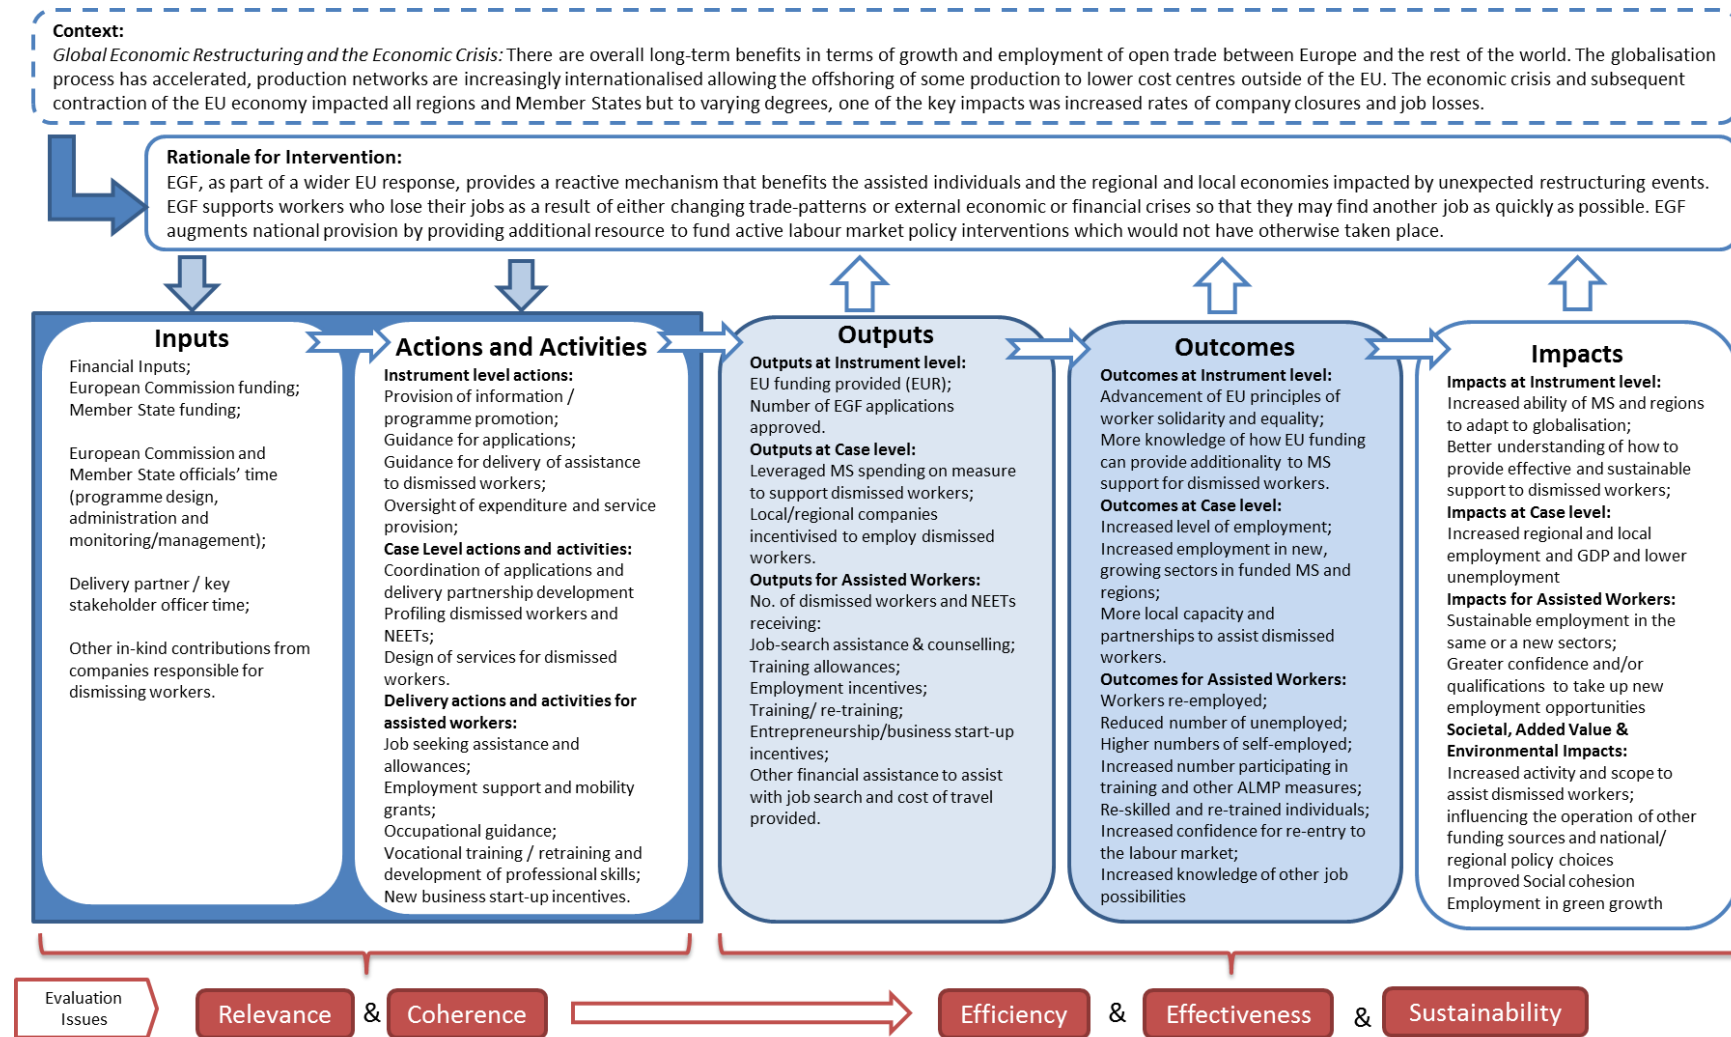 Context:
Global Economic Restructuring and the Economic Crisis: There are overall long-term benefits in terms of growth and employment of open trade between Europe and the rest of the world. The globalisation
process has accelerated, production networks are increasingly internationalised allowing the offshoring of some production to lower cost centres outside of the EU. The economic crisis and subsequent
contraction of the EU economy impacted all regions and Member States but to varying degrees, one of the key impacts was increased rates of company closures and job losses.
Rationale for Intervention:
EGF, as part of a wider EU response, provides a reactive mechanism that benefits the assisted individuals and the regional and local economies impacted by unexpected restructuring events.
EGF supports workers who lose their jobs as a result of either changing trade-patterns or external economic or financial crises so that they may find another job as quickly as possible. EGF
augments national provision by providing additional resource to fund active labour market policy interventions which would not have otherwise taken place.
Inputs
Financial Inputs;
European Commission funding;
Member State funding;
European Commission and
Member State officials' time
(programme design,
administration and
monitoring/management);
Delivery partner / key
stakeholder officer time;
Other in-kind contributions from
companies responsible for
dismissing workers.
Actions and Activities
Instrument level actions:
Provision of information /
programme promotion;
Guidance for applications;
Guidance for delivery of assistance
to dismissed workers;
Oversight of expenditure and service
provision;
Case Level actions and activities:
Coordination of applications and
delivery partnership development
Profiling dismissed workers and
NEETs;
Design of services for dismissed
workers.
Delivery actions and activities for
assisted workers:
Job seeking assistance and
allowances;
Employment support and mobility
grants;
Occupational guidance;
Vocational training / retraining and
development of professional skills;
New business start-up incentives.
Outputs
Outputs at Instrument level:
EU funding provided (EUR);
Number of EGF applications
approved.
Outputs at Case level:
Leveraged MS spending on measure
to support dismissed workers;
Local/regional companies
incentivised to employ dismissed
workers.
Outputs for Assisted Workers:
No. of dismissed workers and NEETs
receiving:
Job-search assistance & counselling;
Training allowances;
Employment incentives;
Training/ re-training;
Entrepreneurship/business start-up
incentives;
Other financial assistance to assist
with job search and cost of travel
provided.
Outcomes
Outcomes at Instrument level:
Advancement of EU principles of
worker solidarity and equality;
More knowledge of how EU funding
can provide additionality to MS
support for dismissed workers.
Outcomes at Case level:
Increased level of employment;
Increased employment in new,
growing sectors in funded MS and
regions;
More local capacity and
partnerships to assist dismissed
workers.
Outcomes for Assisted Workers:
Workers re-employed;
Reduced number of unemployed;
Higher numbers of self-employed;
Increased number participating in
training and other ALMP measures;
Re-skilled and re-trained individuals;
Increased confidence for re-entry to
the labour market;
Increased knowledge of other job
possibilities
Impacts
Impacts at Instrument level:
Increased ability of MS and regions
to adapt to globalisation;
Better understanding of how to
provide effective and sustainable
support to dismissed workers;
Impacts at Case level:
Increased regional and local
employment and GDP and lower
unemployment
Impacts for Assisted Workers:
Sustainable employment in the
same or a new sectors;
Greater confidence and/or
qualifications to take up new
employment opportunities
Societal, Added Value &
Environmental Impacts:
Increased activity and scope to
assist dismissed workers;
influencing the operation of other
funding sources and national/
regional policy choices
Improved Social cohesion
Employment in green growth
Evaluation
Issues
Relevance & Coherence
Efficiency & Effectiveness & Sustainability